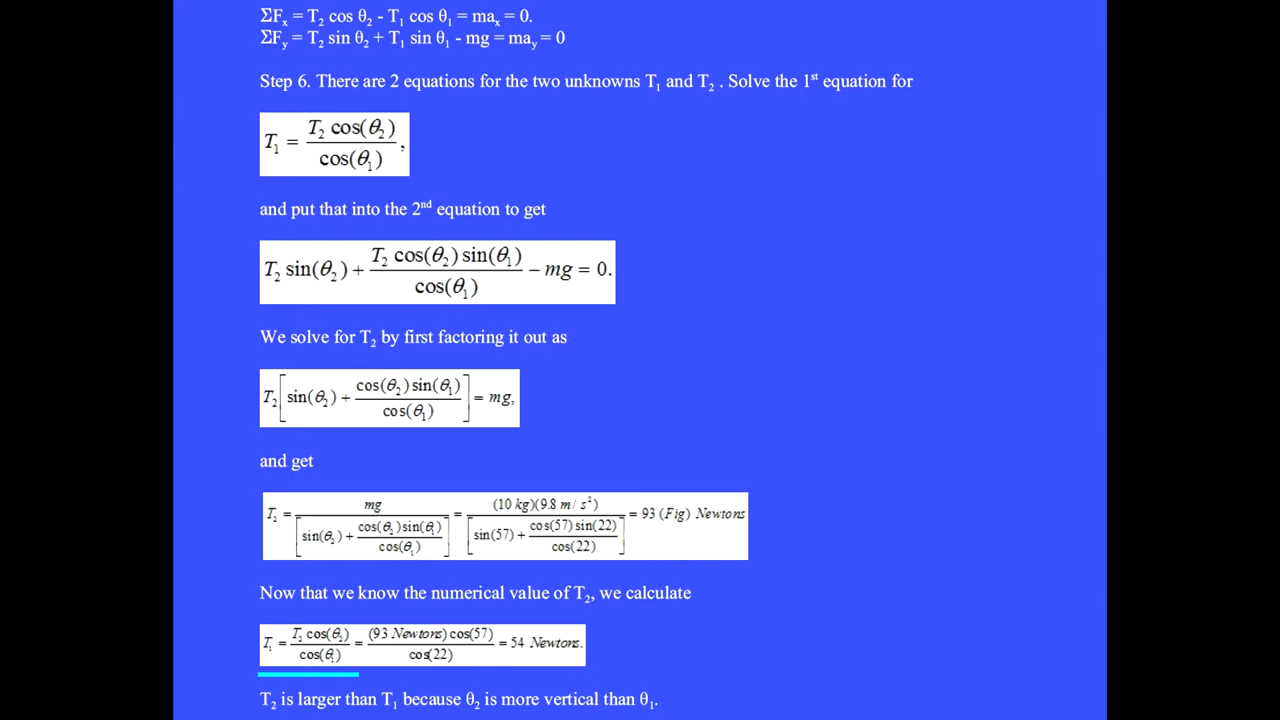 ΣFₓ = T₂ cos θ₂ - T₁ cos θ₁ = maₓ = 0.
ΣF_y = T₂ sin θ₂ + T₁ sin θ₁ - mg = ma_y = 0
Step 6. There are 2 equations for the two unknowns T₁ and T₂ . Solve the 1ˢᵗ equation for
T₁ = T₂ cos(θ₂) / cos(θ₁) ,
and put that into the 2ⁿᵈ equation to get
T₂ sin(θ₂) + T₂ cos(θ₂) sin(θ₁) / cos(θ₁) − mg = 0.
We solve for T₂ by first factoring it out as
T₂ [ sin(θ₂) + cos(θ₂) sin(θ₁) / cos(θ₁) ] = mg,
and get
T₂ = mg / [ sin(θ₂) + cos(θ₂) sin(θ₁) / cos(θ₁) ] = (10 kg)(9.8 m / s²) / [ sin(57) + cos(57) sin(22) / cos(22) ] = 93 (Fig) Newtons
Now that we know the numerical value of T₂, we calculate
T₁ = T₂ cos(θ₂) / cos(θ₁) = (93 Newtons) cos(57) / cos(22) = 54 Newtons.
T₂ is larger than T₁ because θ₂ is more vertical than θ₁.